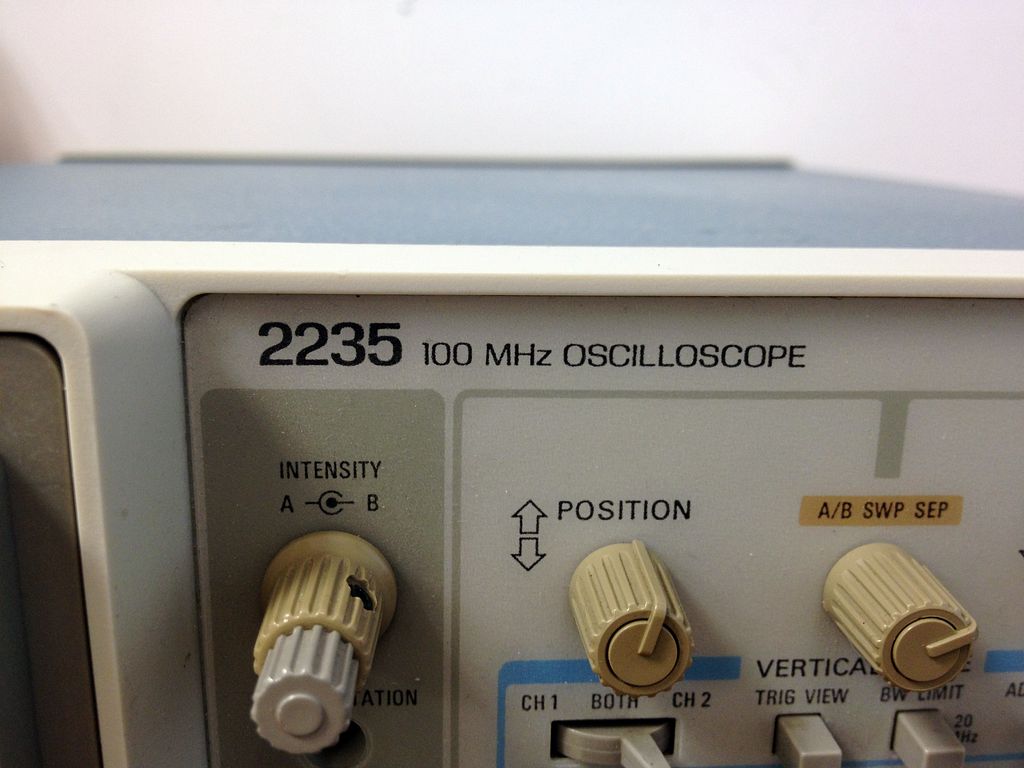 2235 100 MHz OSCILLOSCOPE
INTENSITY
A B
POSITION
A/B SWP SEP
CH 1 BOTH CH 2
TRIG VIEW
BW LIMIT
20